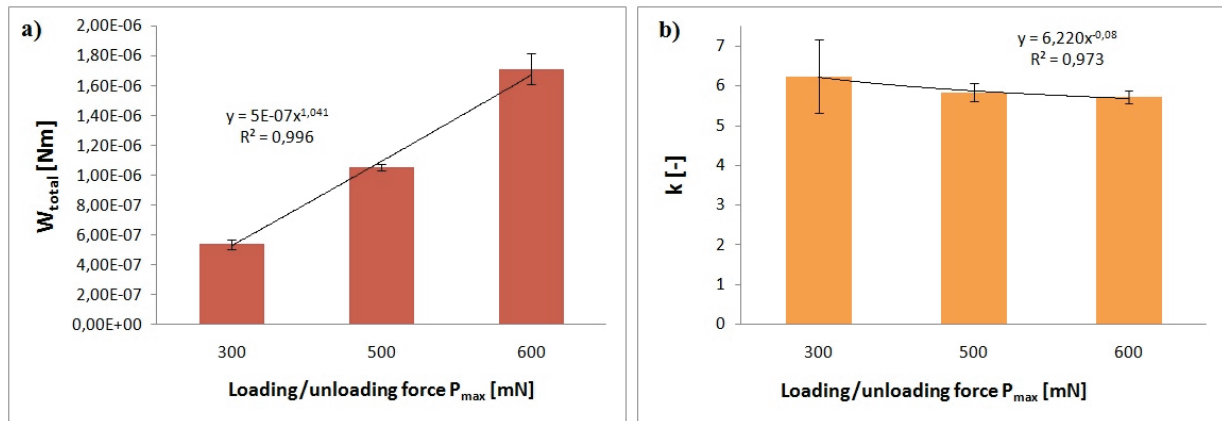 a)
2,00E-06
1,80E-06
1,60E-06
1,40E-06
1,20E-06
1,00E-06
8,00E-07
6,00E-07
4,00E-07
2,00E-07
0,00E+00
W_total [Nm]
y = 5E-07x^1,041
R² = 0,996
300 500 600
Loading/unloading force P_max [mN]
b)
7
6
5
4
3
2
1
0
k [-]
y = 6,220x^-0,08
R² = 0,973
300 500 600
Loading/unloading force P_max [mN]